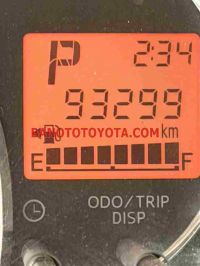 P 2:34
93299
BANOTOTOYOTA.COM km
E F
ODO/TRIP
DISP